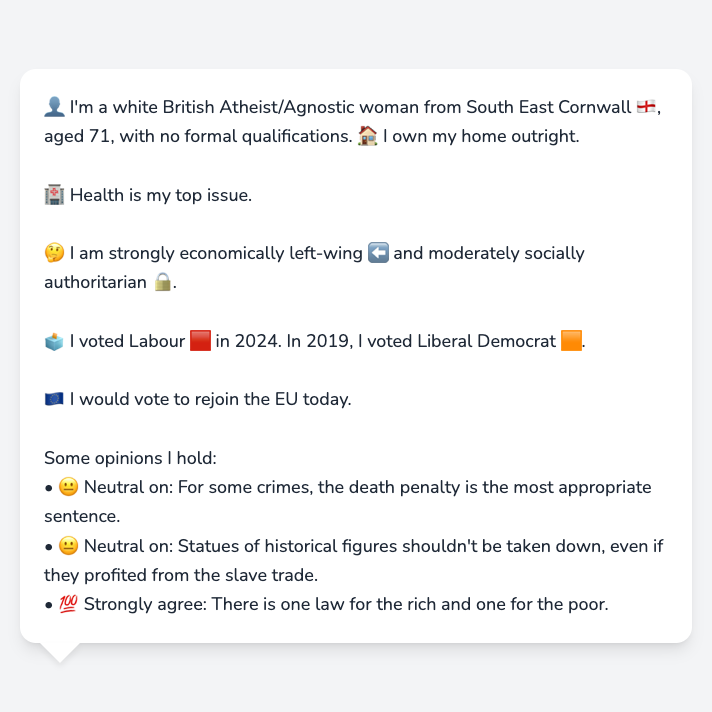 👤 I'm a white British Atheist/Agnostic woman from South East Cornwall 🏴󠁧󠁢󠁥󠁮󠁧󠁿,
aged 71, with no formal qualifications. 🏠 I own my home outright.
🏥 Health is my top issue.
🤔 I am strongly economically left-wing ⬅️ and moderately socially
authoritarian 🔒.
🗳️ I voted Labour 🟥 in 2024. In 2019, I voted Liberal Democrat 🟧.
🇪🇺 I would vote to rejoin the EU today.
Some opinions I hold:
• 😐 Neutral on: For some crimes, the death penalty is the most appropriate
sentence.
• 😐 Neutral on: Statues of historical figures shouldn't be taken down, even if
they profited from the slave trade.
• 💯 Strongly agree: There is one law for the rich and one for the poor.